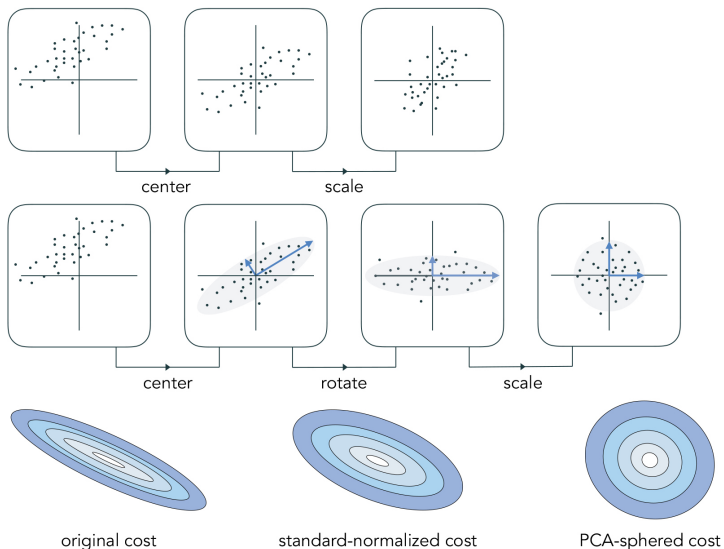 center
scale
center
rotate
scale
original cost
standard-normalized cost
PCA-sphered cost